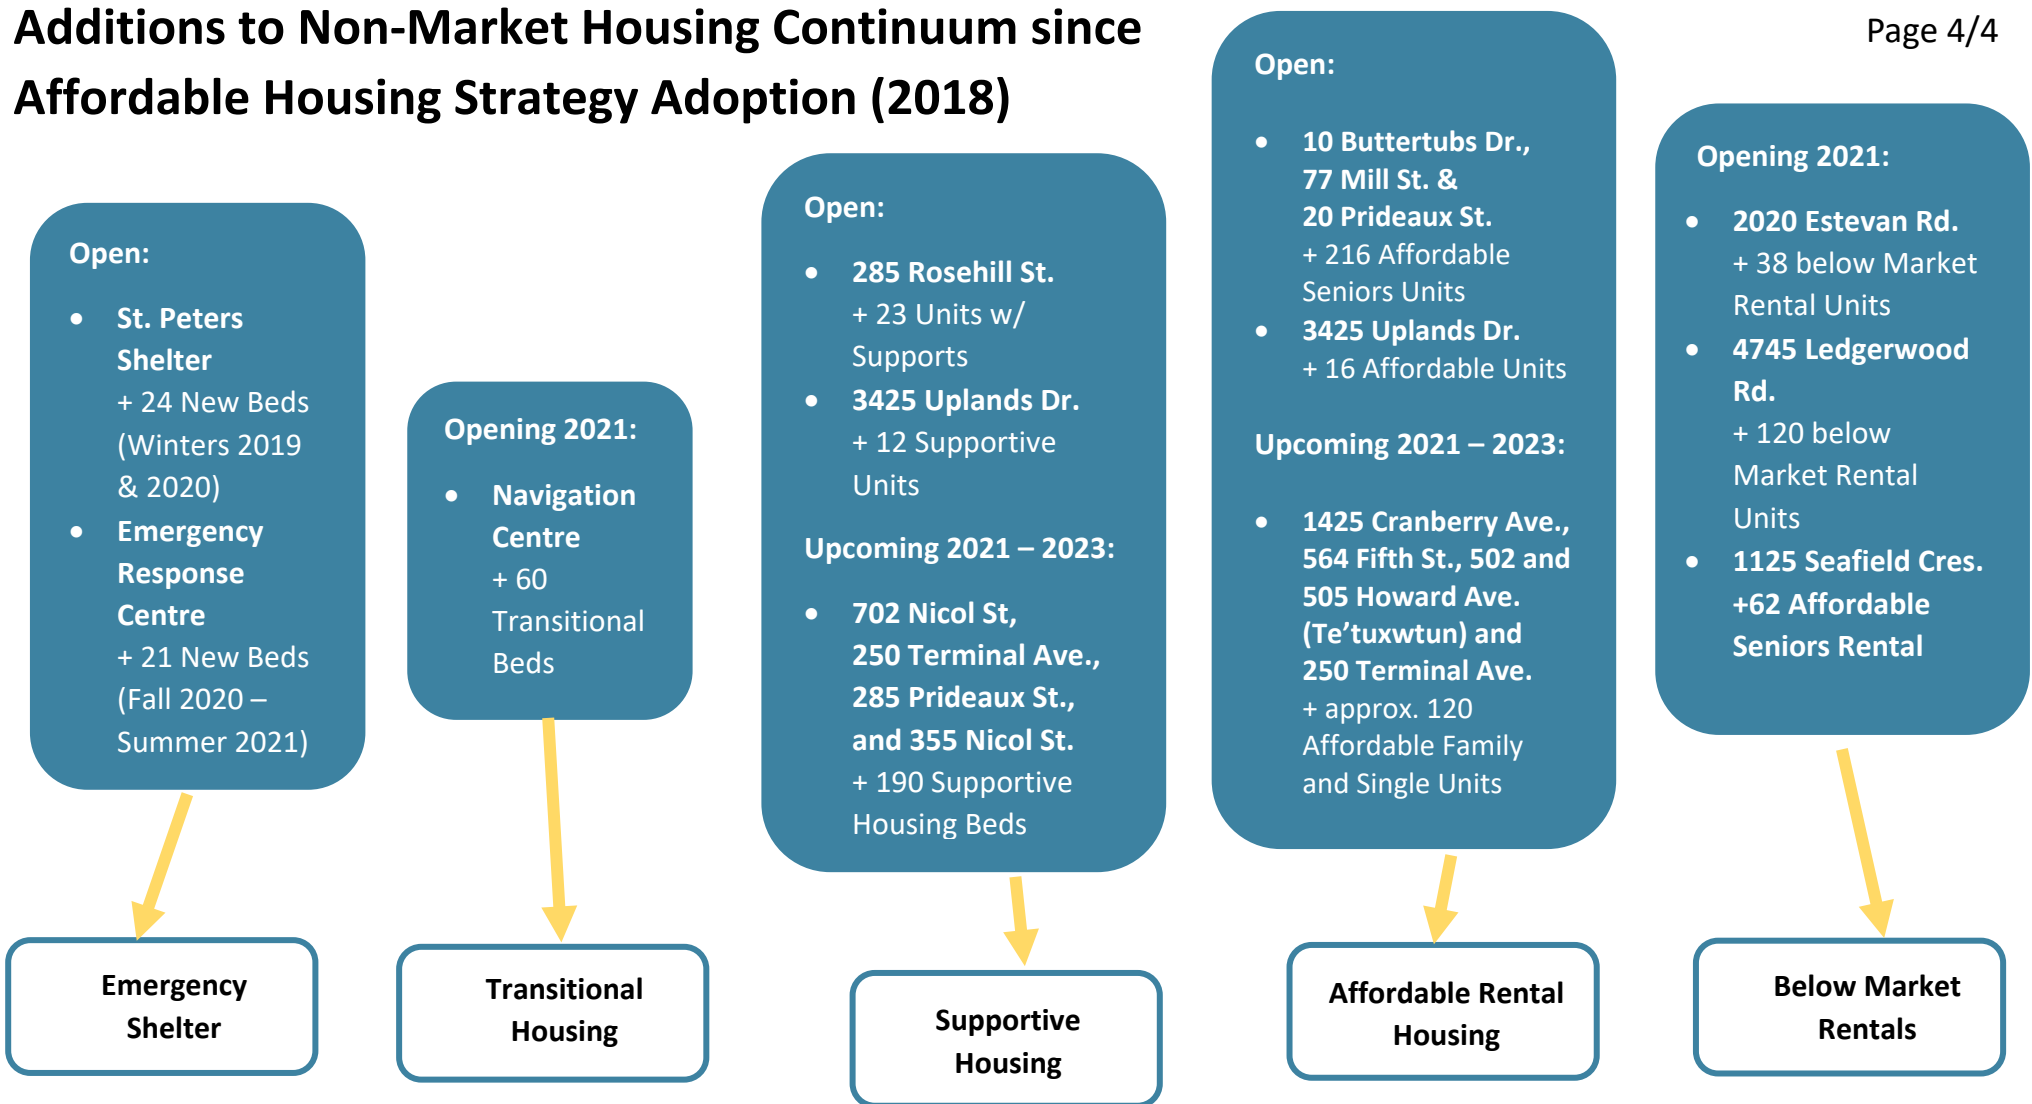 Additions to Non-Market Housing Continuum since
Affordable Housing Strategy Adoption (2018)
Page 4/4
Open:
• St. Peters
Shelter
+ 24 New Beds
(Winters 2019
& 2020)
• Emergency
Response
Centre
+ 21 New Beds
(Fall 2020 –
Summer 2021)
Emergency
Shelter
Opening 2021:
• Navigation
Centre
+ 60
Transitional
Beds
Transitional
Housing
Open:
• 285 Rosehill St.
+ 23 Units w/
Supports
• 3425 Uplands Dr.
+ 12 Supportive
Units
Upcoming 2021 – 2023:
• 702 Nicol St,
250 Terminal Ave.,
285 Prideaux St.,
and 355 Nicol St.
+ 190 Supportive
Housing Beds
Supportive
Housing
Open:
• 10 Buttertubs Dr.,
77 Mill St. &
20 Prideaux St.
+ 216 Affordable
Seniors Units
• 3425 Uplands Dr.
+ 16 Affordable Units
Upcoming 2021 – 2023:
• 1425 Cranberry Ave.,
564 Fifth St., 502 and
505 Howard Ave.
(Te’tuxwtun) and
250 Terminal Ave.
+ approx. 120
Affordable Family
and Single Units
Affordable Rental
Housing
Opening 2021:
• 2020 Estevan Rd.
+ 38 below Market
Rental Units
• 4745 Ledgerwood
Rd.
+ 120 below
Market Rental
Units
• 1125 Seafield Cres.
+62 Affordable
Seniors Rental
Below Market
Rentals